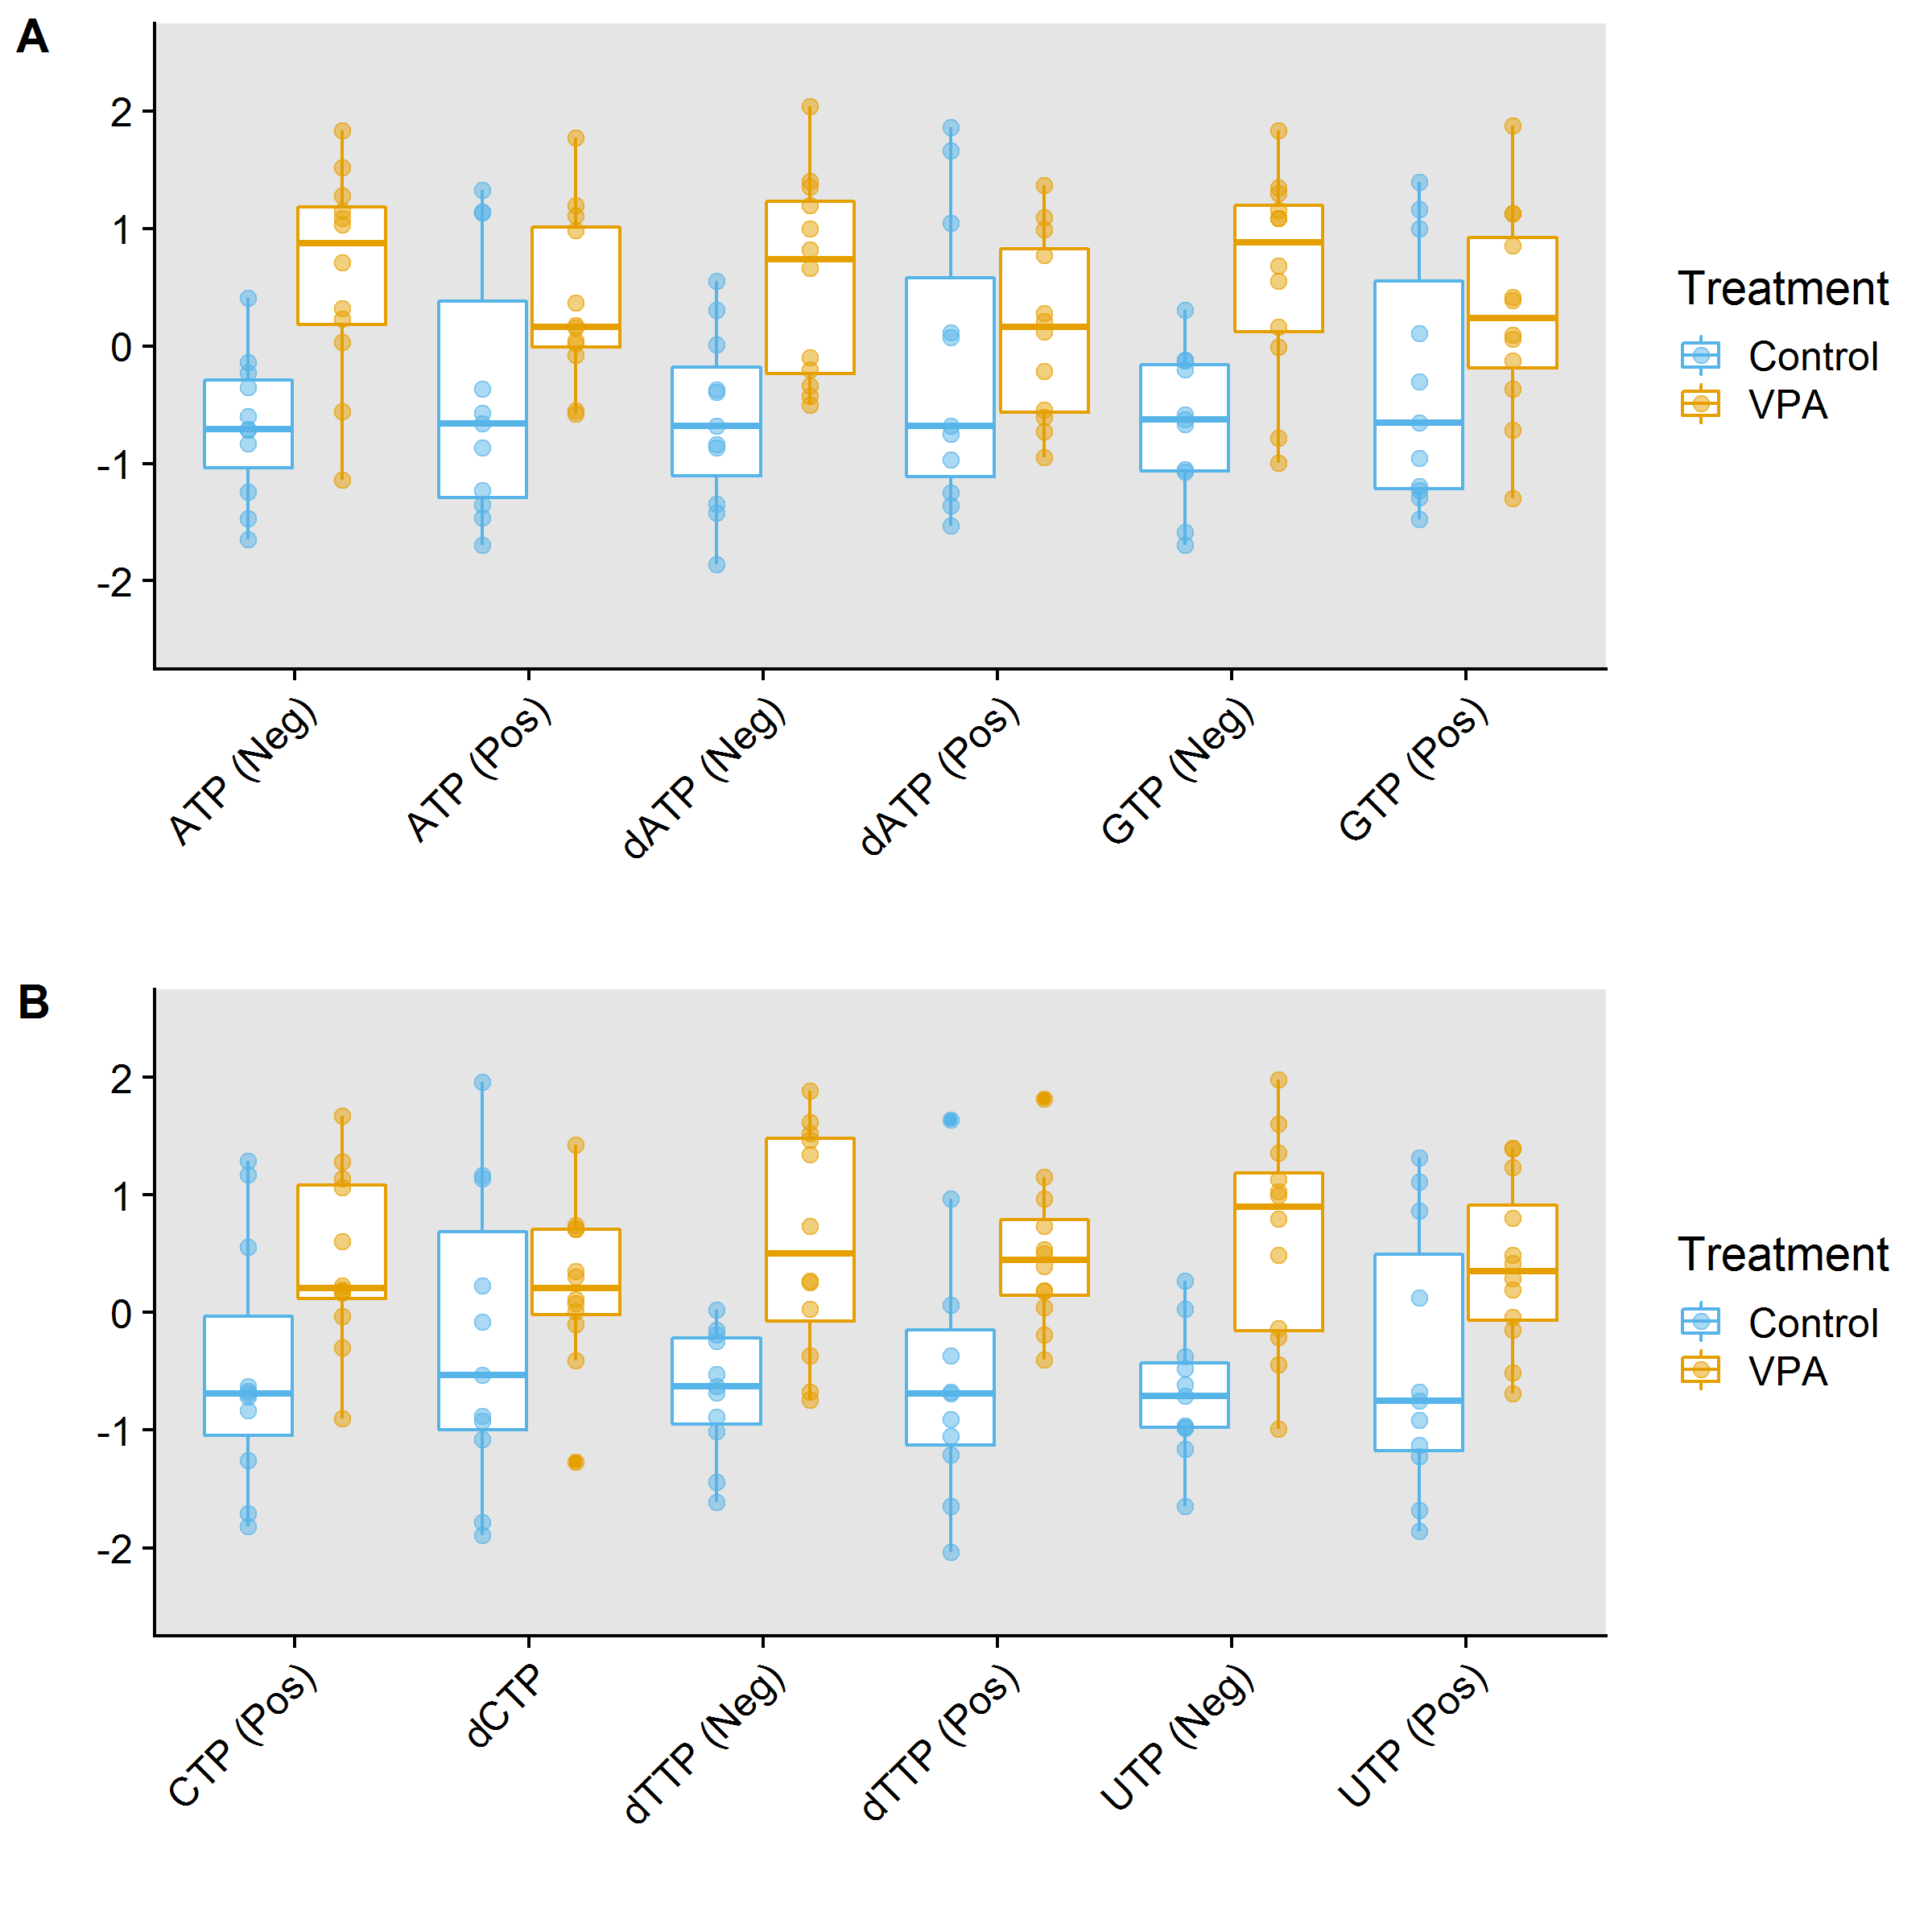 A
2
1
0
-1
-2
ATP (Neg)
ATP (Pos)
dATP (Neg)
dATP (Pos)
GTP (Neg)
GTP (Pos)
Treatment
Control
VPA
B
2
1
0
-1
-2
CTP (Pos)
dCTP
dTTP (Neg)
dTTP (Pos)
UTP (Neg)
UTP (Pos)
Treatment
Control
VPA